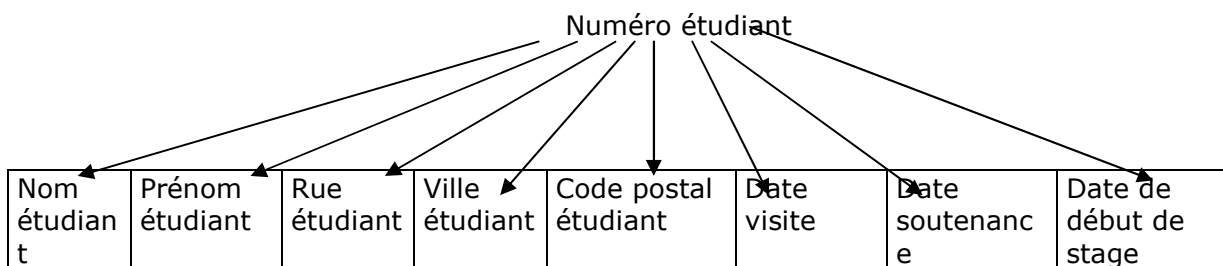 Numéro étudiant
Nom étudian t
Prénom étudiant
Rue étudiant
Ville étudiant
Code postal étudiant
Date visite
Date soutenanc e
Date de début de stage